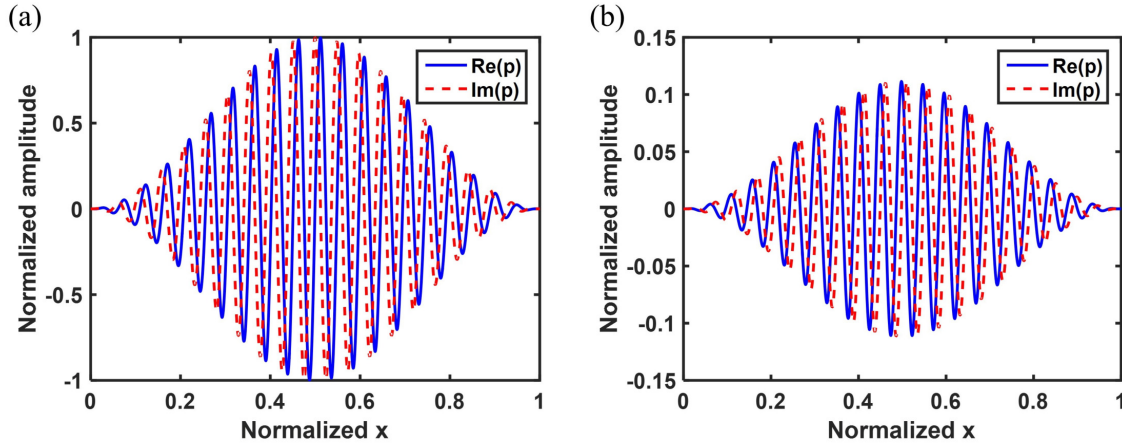 (a)
1
0.5
0
-0.5
-1
0
0.2
0.4
0.6
0.8
1
Normalized amplitude
Normalized x
Re(p)
Im(p)
(b)
0.15
0.10
0.05
0
-0.05
-0.1
-0.15
0
0.2
0.4
0.6
0.8
1
Normalized amplitude
Normalized x
Re(p)
Im(p)